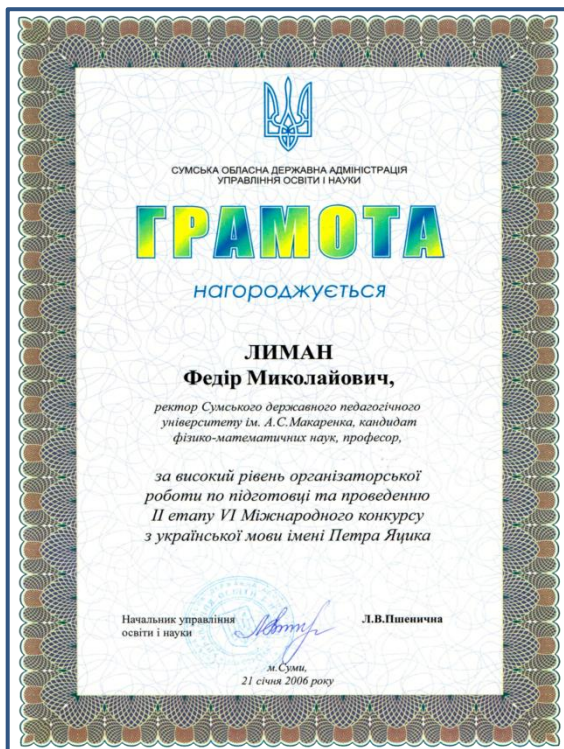 СУМСЬКА ОБЛАСНА ДЕРЖАВНА АДМІНІСТРАЦІЯ
УПРАВЛІННЯ ОСВІТИ І НАУКИ
ГРАМОТА
нагороджується
ЛИМАН
Федір Миколайович,
ректор Сумського державного педагогічного
університету ім. А.С.Макаренка, кандидат
фізико-математичних наук, професор,
за високий рівень організаторської
роботи по підготовці та проведенню
ІІ етапу VІ Міжнародного конкурсу
з української мови імені Петра Яцика
Начальник управління
освіти і науки
Л.В.Пшенична
м.Суми,
21 січня 2006 року